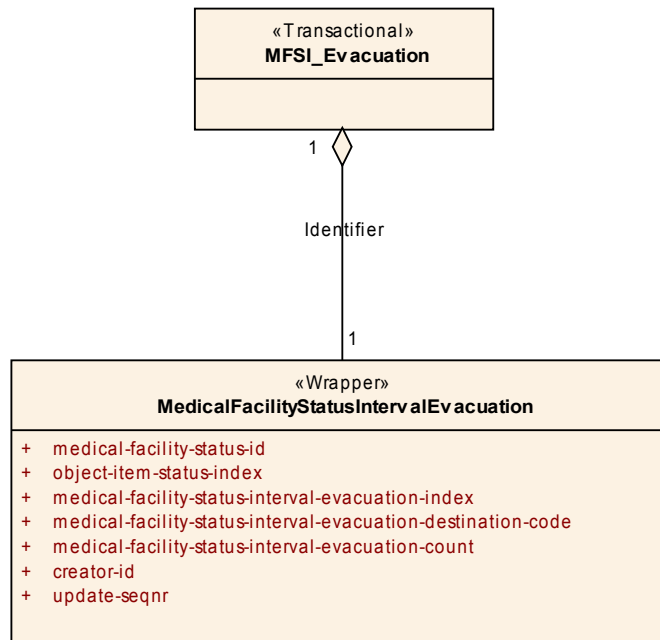 «Transactional»
MFSI_Evacuation
1
Identifier
1
«Wrapper»
MedicalFacilityStatusIntervalEvacuation
+ medical-facility-status-id
+ object-item-status-index
+ medical-facility-status-interval-evacuation-index
+ medical-facility-status-interval-evacuation-destination-code
+ medical-facility-status-interval-evacuation-count
+ creator-id
+ update-seqnr